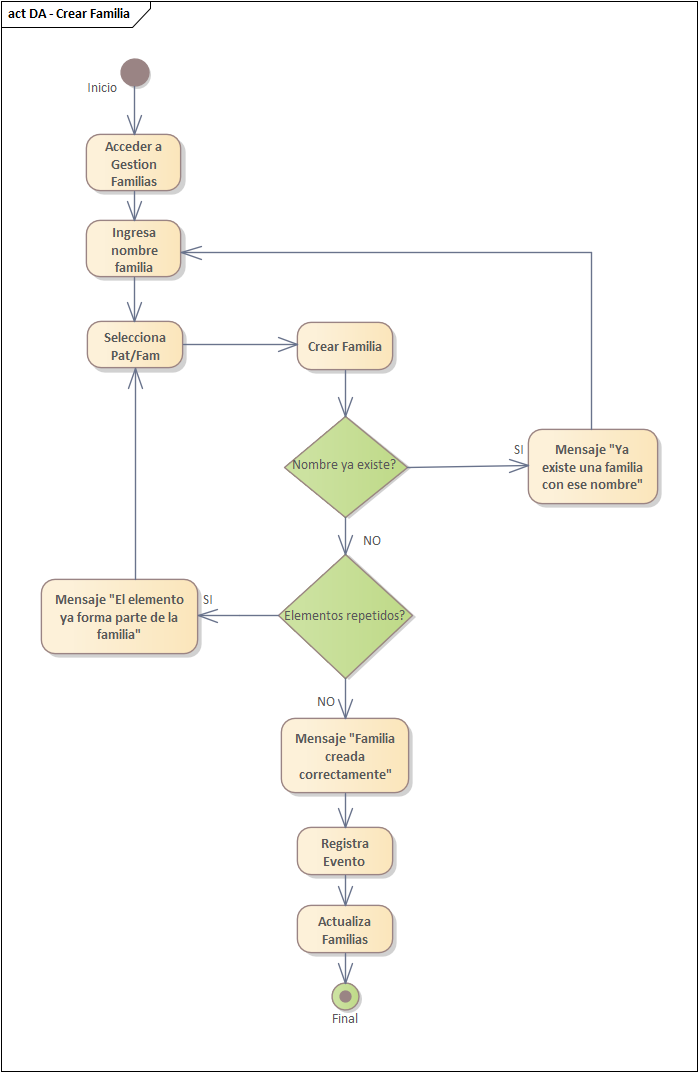 act DA - Crear Familia
Inicio
Acceder a
Gestion
Familias
Ingresa
nombre
familia
Selecciona
Pat/Fam
Crear Familia
Nombre ya existe?
SI
Mensaje "Ya
existe una familia
con ese nombre"
NO
Elementos repetidos?
SI
Mensaje "El elemento
ya forma parte de la
familia"
NO
Mensaje "Familia
creada
correctamente"
Registra
Evento
Actualiza
Familias
Final